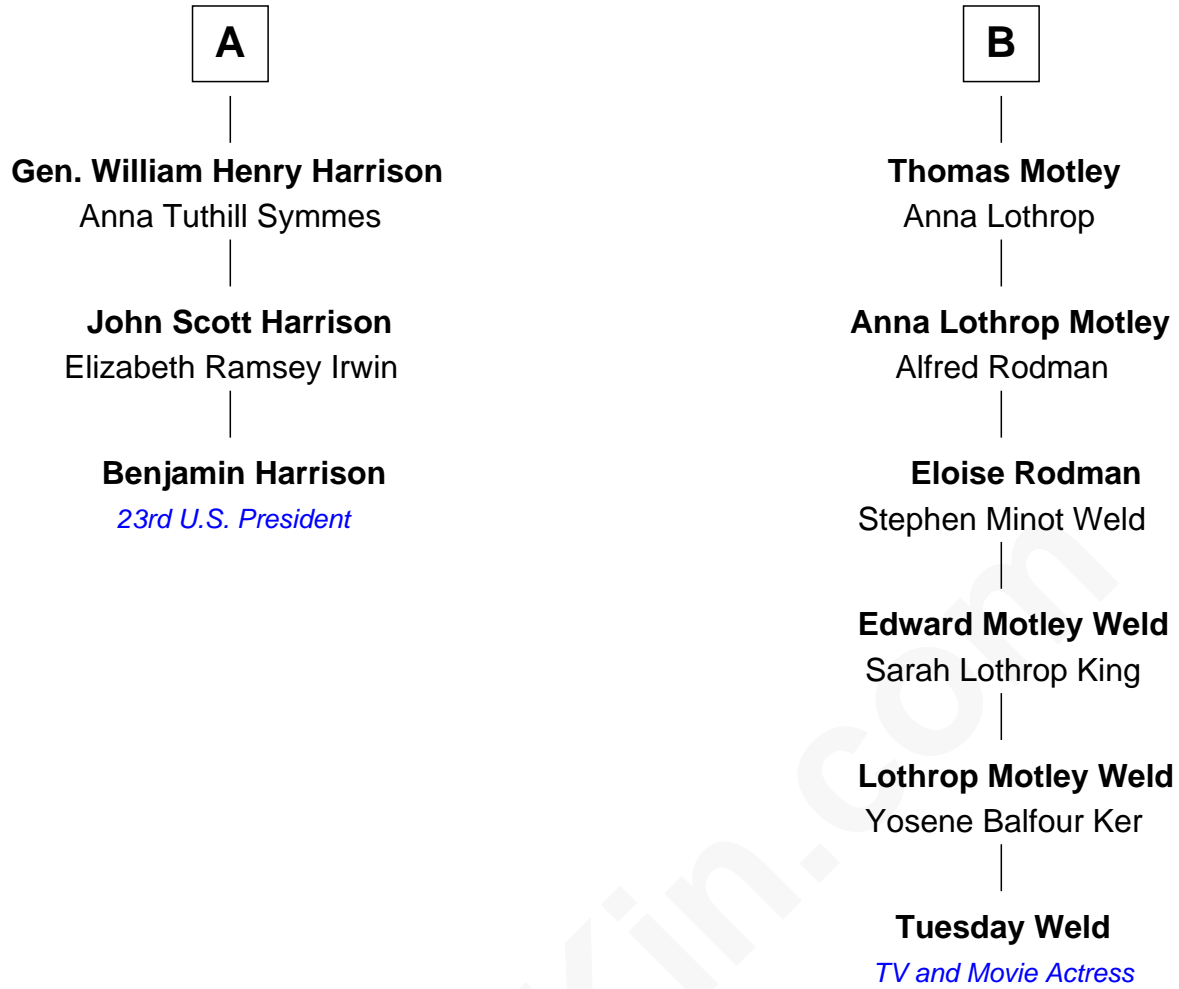 A
Gen. William Henry Harrison
Anna Tuthill Symmes
John Scott Harrison
Elizabeth Ramsey Irwin
Benjamin Harrison
23rd U.S. President
B
Thomas Motley
Anna Lothrop
Anna Lothrop Motley
Alfred Rodman
Eloise Rodman
Stephen Minot Weld
Edward Motley Weld
Sarah Lothrop King
Lothrop Motley Weld
Yosene Balfour Ker
Tuesday Weld
TV and Movie Actress